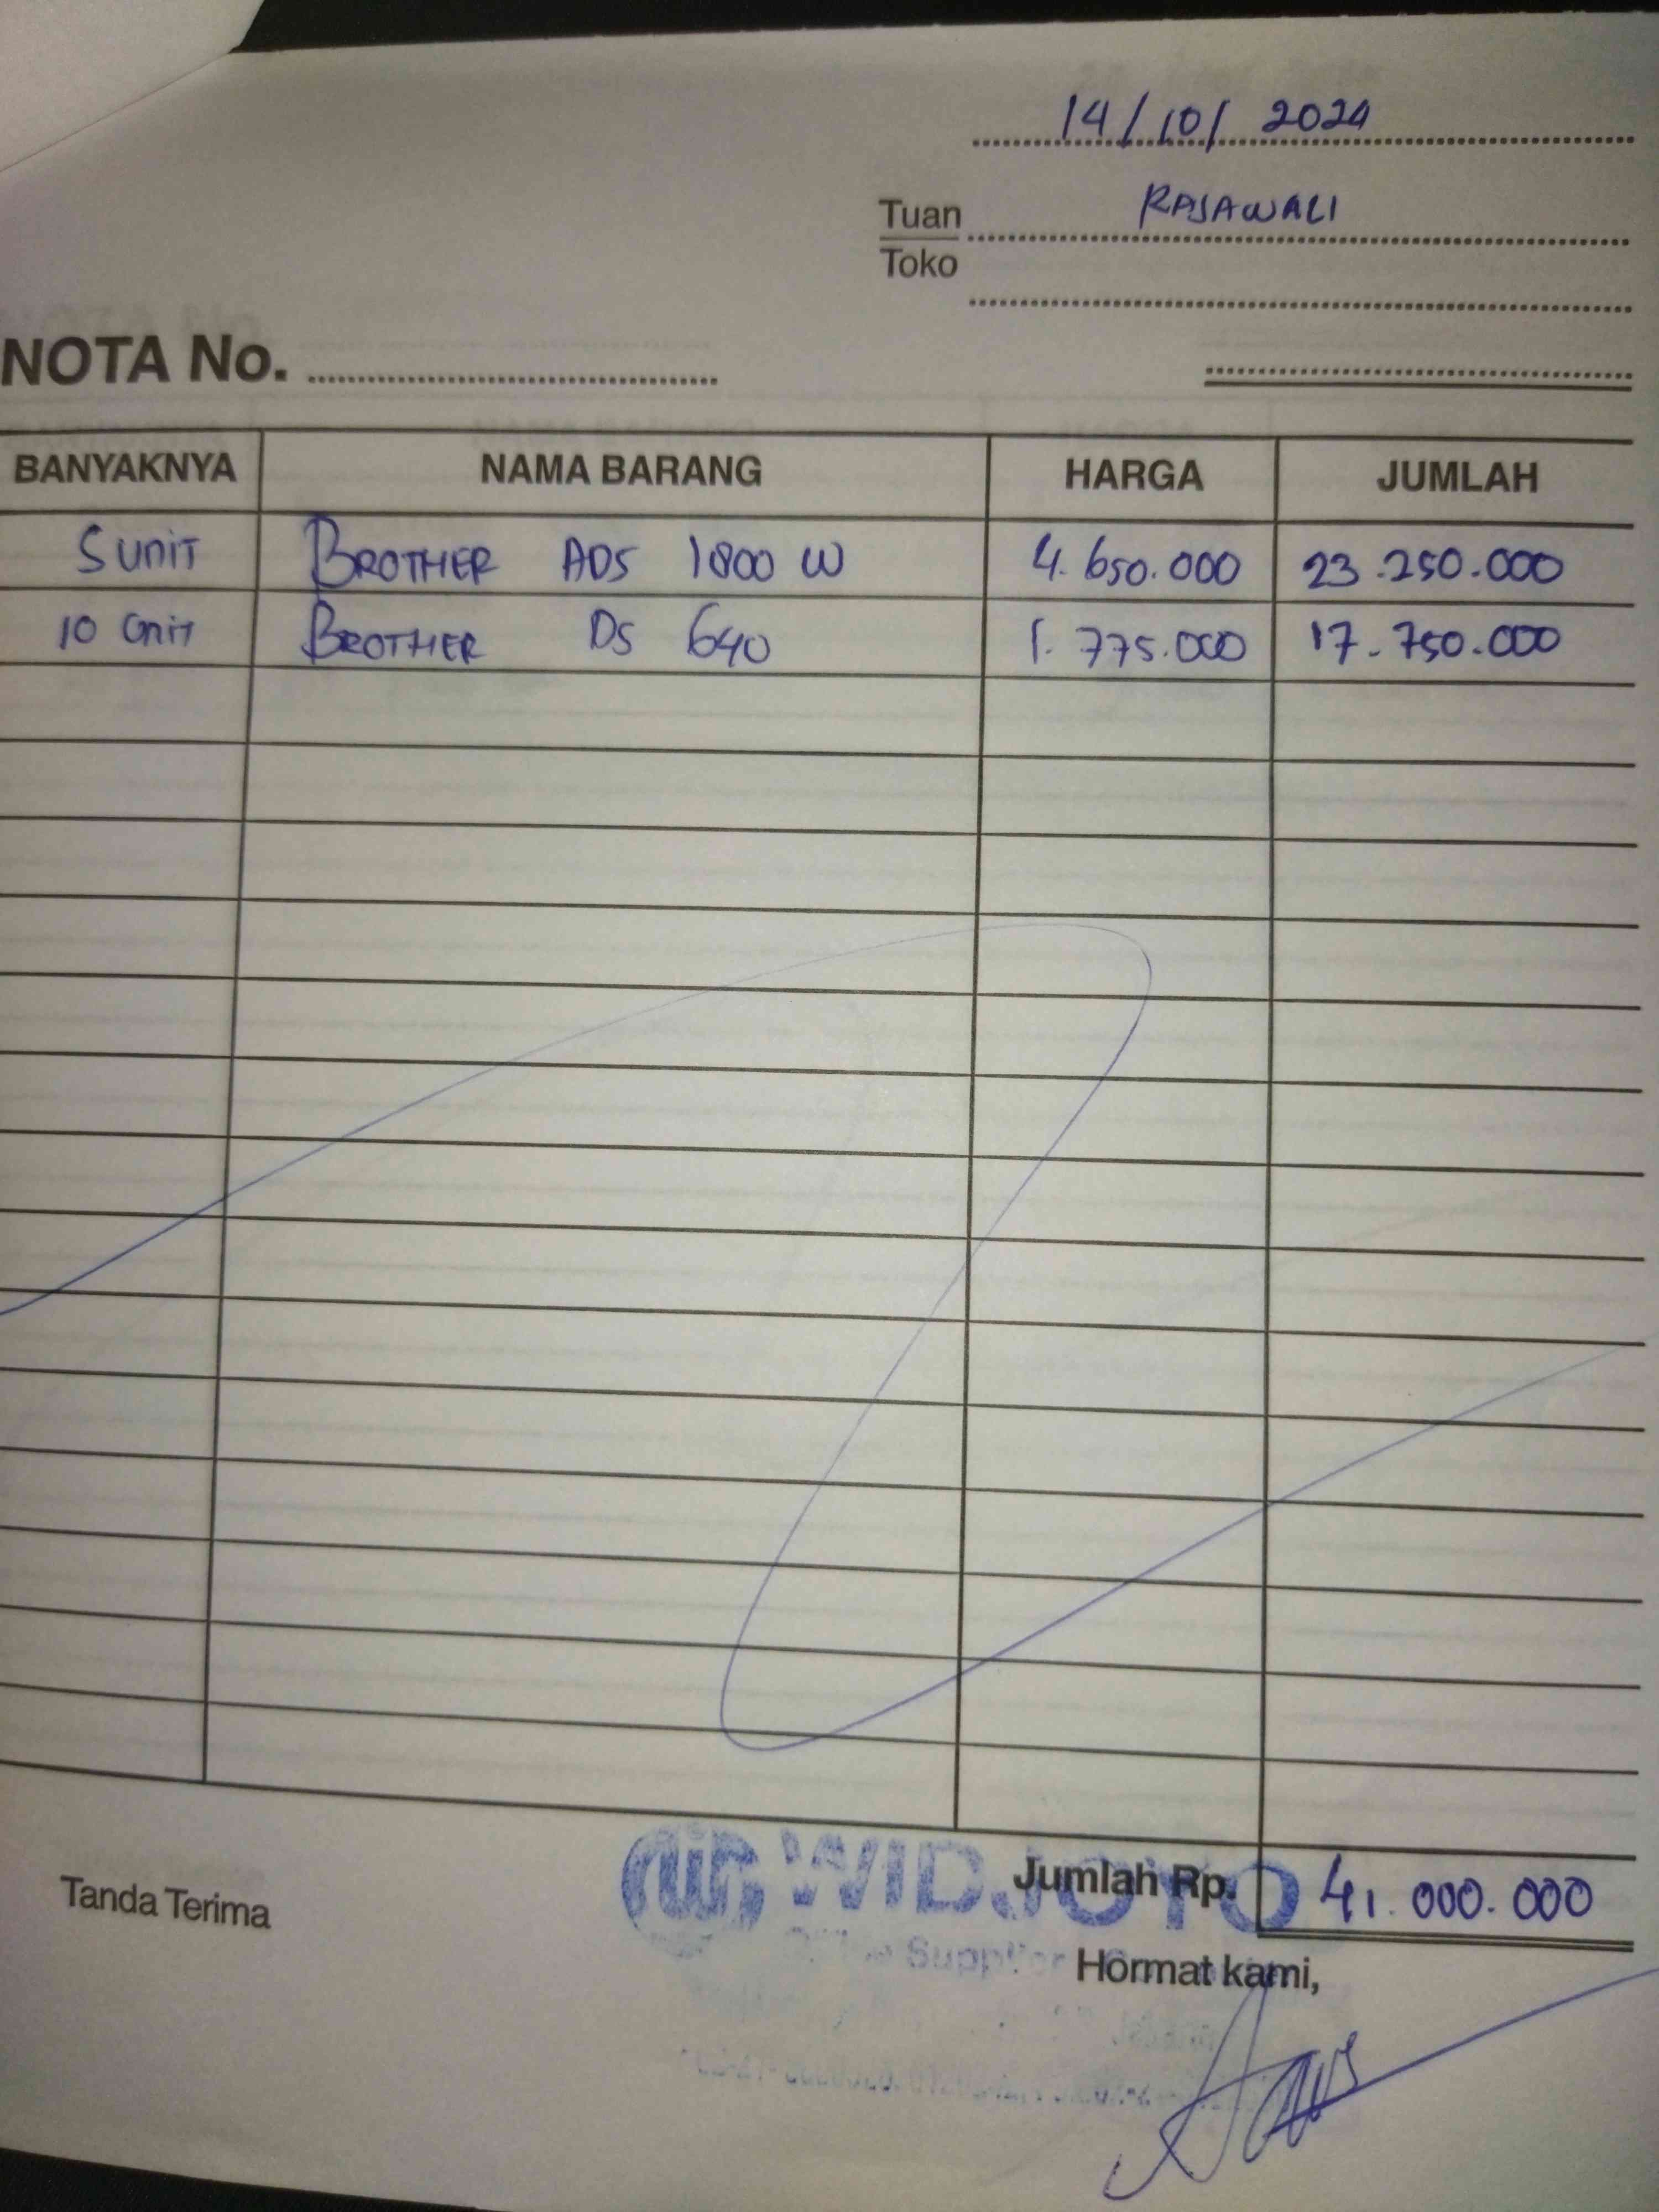 14/10/2024
Tuan RAJAWALI
Toko
NOTA No.
BANYAKNYA NAMA BARANG HARGA JUMLAH
5 unit BROTHER ADS 1800 W 4.650.000 23.250.000
10 Unit BROTHER DS 640 1.775.000 17.750.000
WIDJOYO
Jumlah Rp. 41.000.000
Tanda Terima
Supplier
Hormat kami,